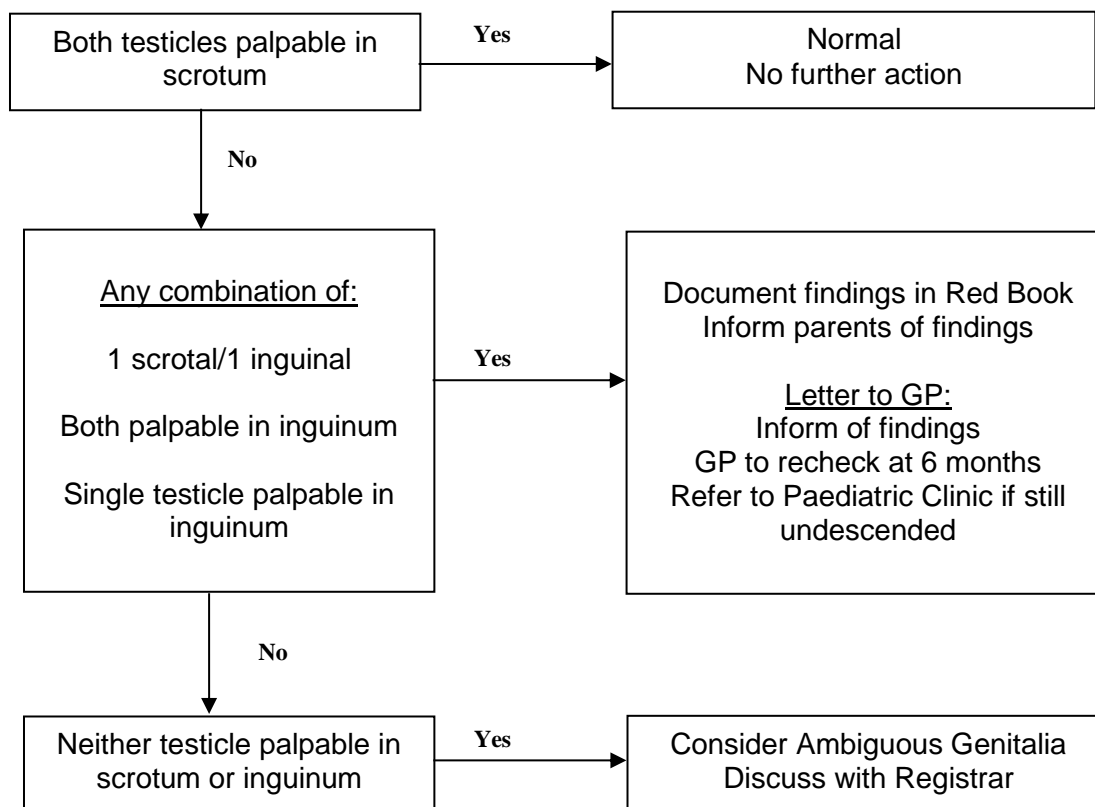 Both testicles palpable in
scrotum
Yes
Normal
No further action
No
Any combination of:
1 scrotal/1 inguinal
Both palpable in inguinum
Single testicle palpable in
inguinum
Yes
Document findings in Red Book
Inform parents of findings
Letter to GP:
Inform of findings
GP to recheck at 6 months
Refer to Paediatric Clinic if still
undescended
No
Neither testicle palpable in
scrotum or inguinum
Yes
Consider Ambiguous Genitalia
Discuss with Registrar